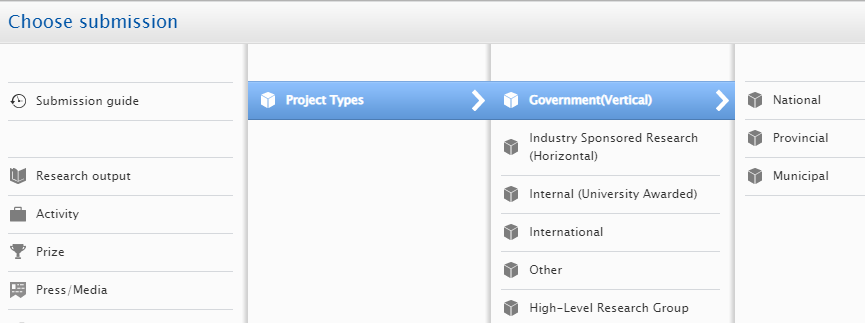 Choose submission
Submission guide
Research output
Activity
Prize
Press/Media
Project Types
Government(Vertical)
Industry Sponsored Research
(Horizontal)
Internal (University Awarded)
International
Other
High-Level Research Group
National
Provincial
Municipal